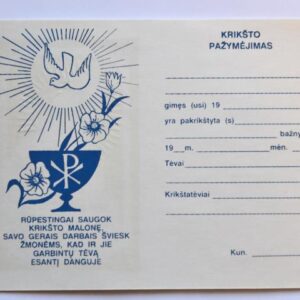 RŪPESTINGAI SAUGOK
KRIKŠTO MALONĘ,
SAVO GERAIS DARBAIS ŠVIESK
ŽMONĖMS, KAD IR JIE
GARBINTŲ TĖVĄ
ESANTĮ DANGUJE
KRIKŠTO
PAŽYMĖJIMAS
gimęs (usi) 19
yra pakrikštyta (s) bažny
19 m. mėn.
Tėvai
Krikštatėviai
Kun.